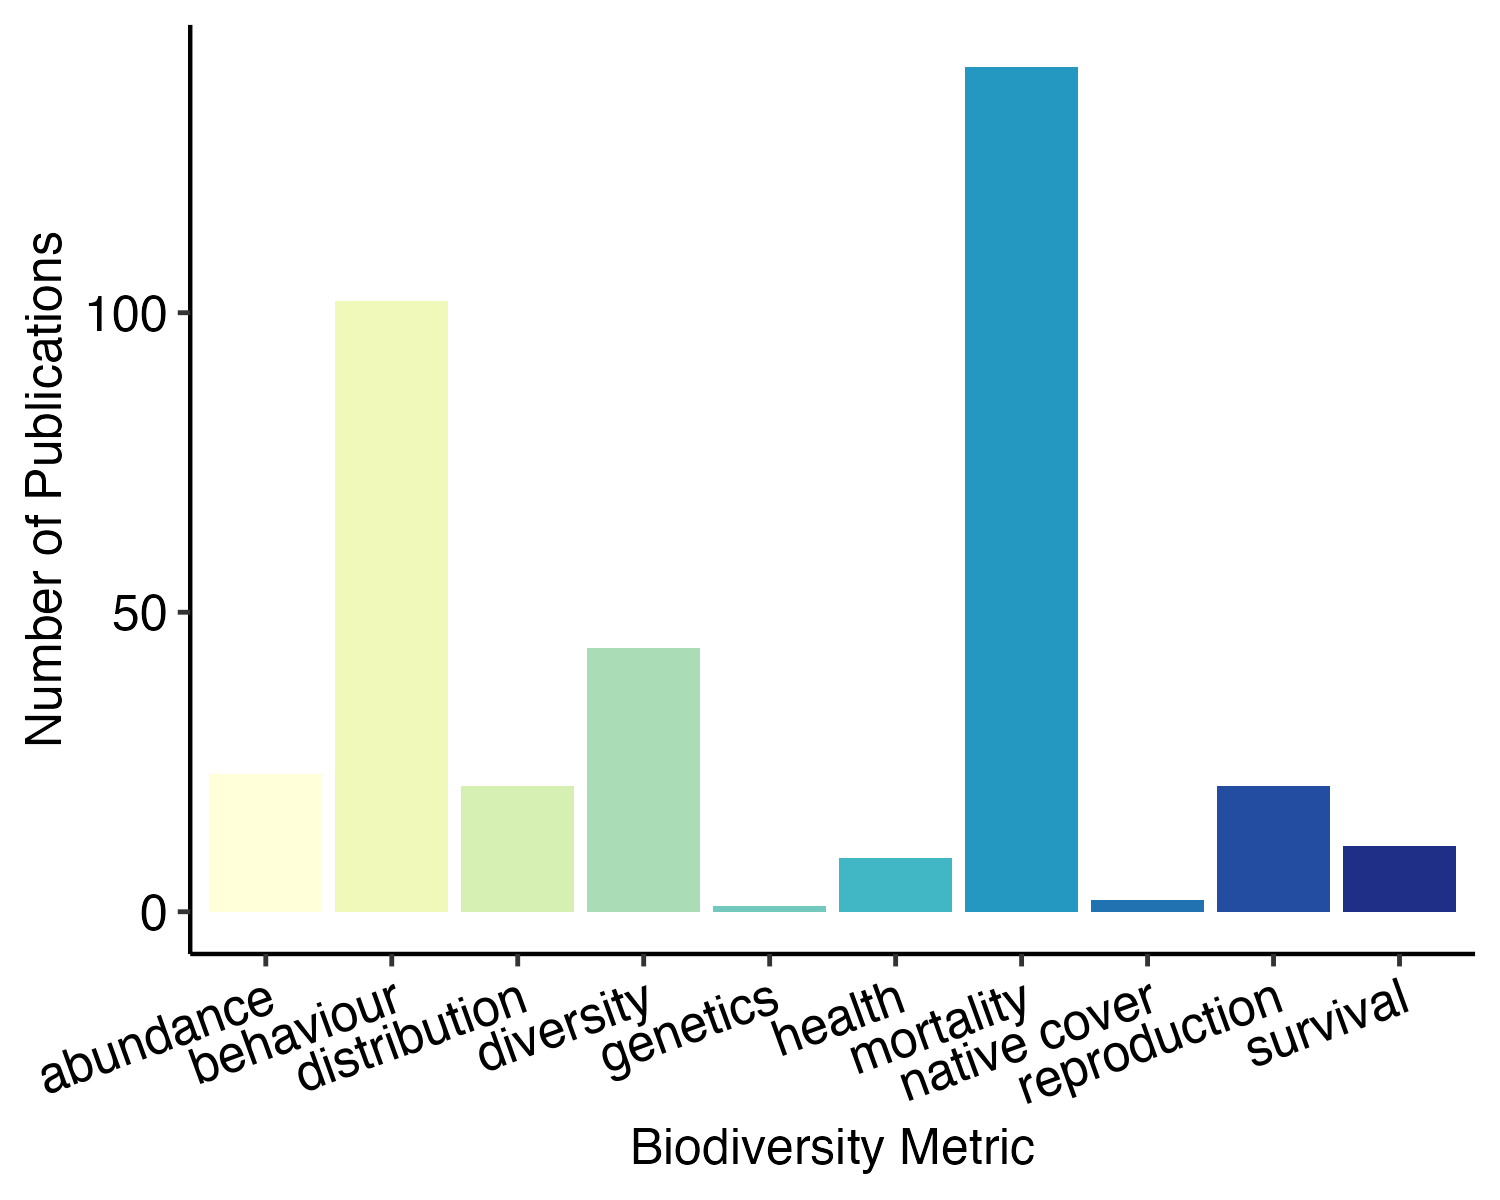 Number of Publications
100
50
0
abundance
behaviour
distribution
diversity
genetics
health
mortality
native cover
reproduction
survival
Biodiversity Metric